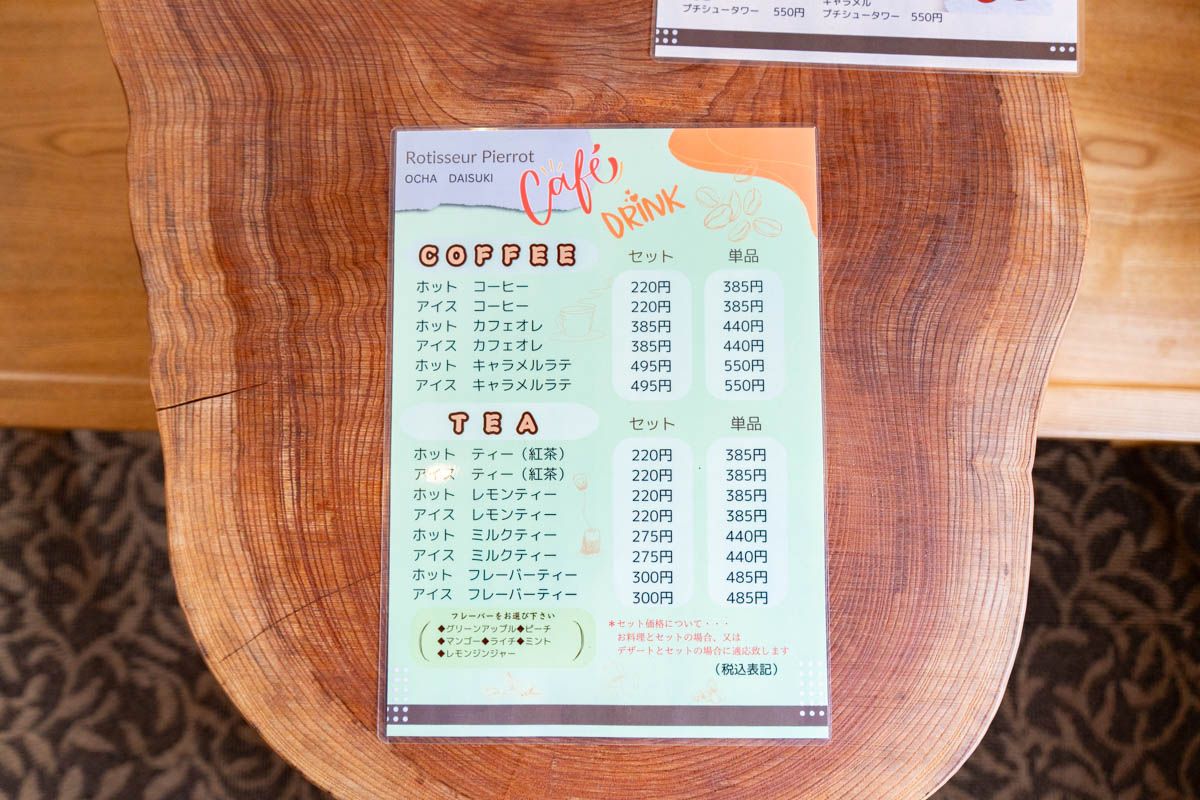 キャラメル
プチシュータワー 550円 プチシュータワー 550円
Rotisseur Pierrot
OCHA DAISUKI
Café
DRINK
COFFEE セット 単品
ホット コーヒー 220円 385円
アイス コーヒー 220円 385円
ホット カフェオレ 385円 440円
アイス カフェオレ 385円 440円
ホット キャラメルラテ 495円 550円
アイス キャラメルラテ 495円 550円
TEA セット 単品
ホット ティー（紅茶） 220円 385円
アイス ティー（紅茶） 220円 385円
ホット レモンティー 220円 385円
アイス レモンティー 220円 385円
ホット ミルクティー 275円 440円
アイス ミルクティー 275円 440円
ホット フレーバーティー 300円 485円
アイス フレーバーティー 300円 485円
フレーバーをお選び下さい
◆グリーンアップル◆ピーチ
◆マンゴー◆ライチ◆ミント
◆レモンジンジャー
＊セット価格について・・・
お料理とセットの場合、又は
デザートとセットの場合に適応致します
（税込表記）